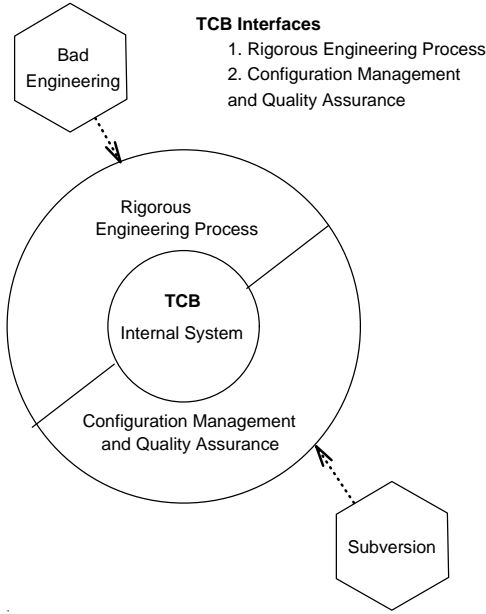 TCB Interfaces
1. Rigorous Engineering Process
2. Configuration Management
and Quality Assurance
Bad
Engineering
Rigorous
Engineering Process
TCB
Internal System
Configuration Management
and Quality Assurance
Subversion